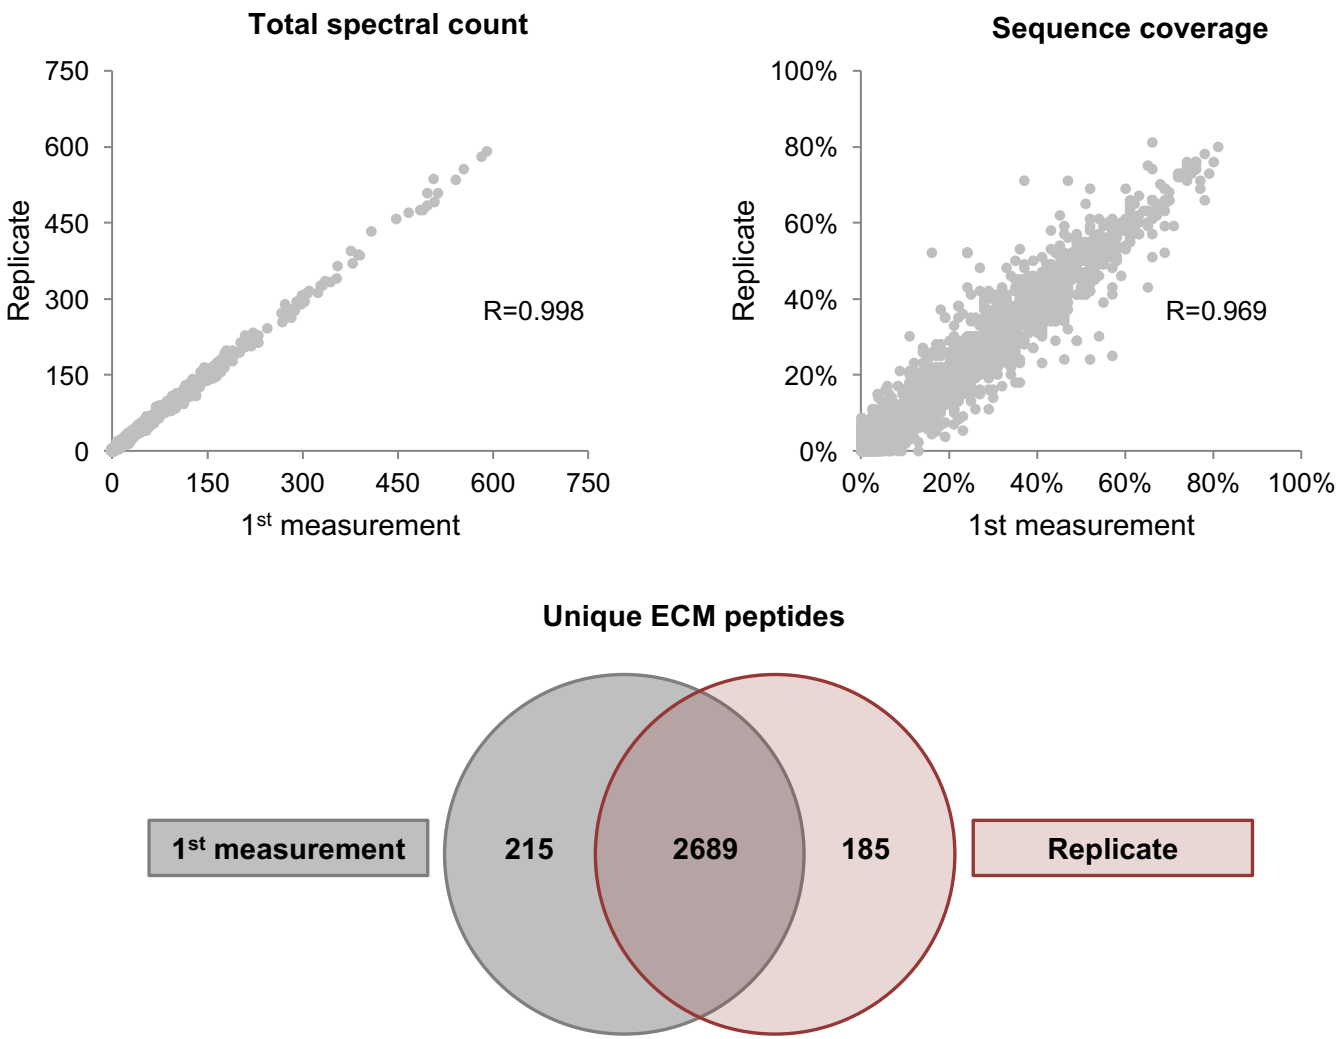 Total spectral count
750
600
450
300
150
0
Replicate
R=0.998
0 150 300 450 600 750
1st measurement
Sequence coverage
100%
80%
60%
40%
20%
0%
Replicate
R=0.969
0% 20% 40% 60% 80% 100%
1st measurement
Unique ECM peptides
1st measurement 215 2689 185 Replicate